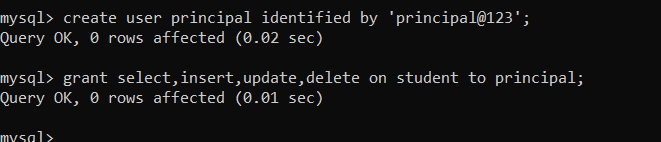 mysql> create user principal identified by 'principal@123';
Query OK, 0 rows affected (0.02 sec)
mysql> grant select,insert,update,delete on student to principal;
Query OK, 0 rows affected (0.01 sec)
mysql>